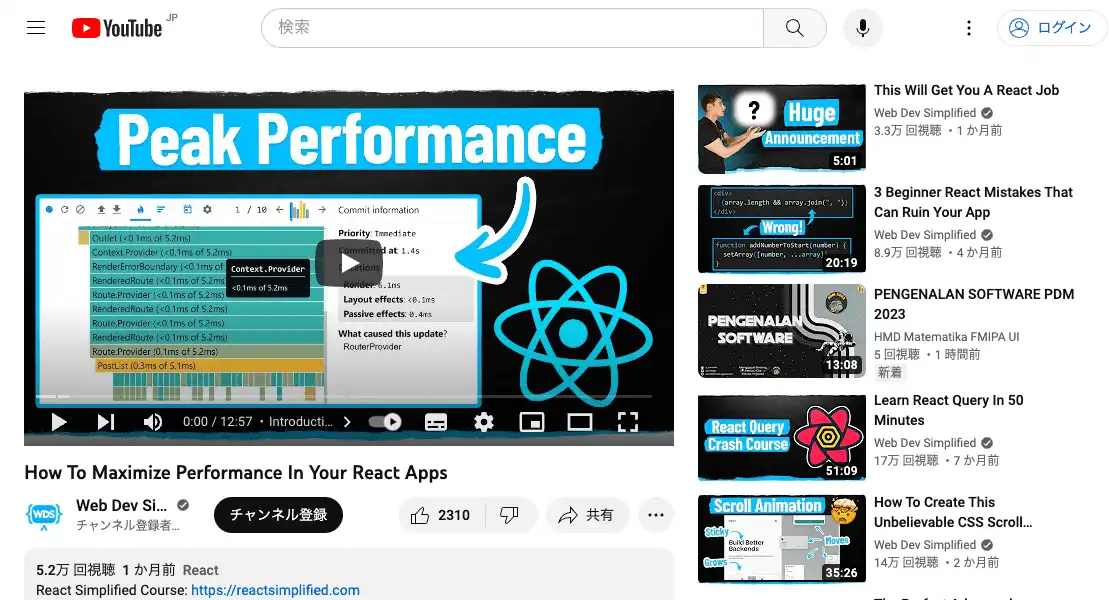 YouTube JP
検索
ログイン
Peak Performance
1 / 10
Commit information
Priority: Immediate
Committed at: 1.4s
Render: 6.1ms
Layout effects: <0.1ms
Passive effects: 0.4ms
What caused this update?
RouterProvider
Outlet (<0.1ms of 5.2ms)
Context.Provider (<0.1ms of 5.2ms)
RenderErrorBoundary (<0.1ms of
RenderedRoute (<0.1ms of 5.2ms)
Route.Provider (<0.1ms of 5.2ms)
RenderedRoute (<0.1ms of 5.2ms)
Route.Provider (<0.1ms of 5.2ms)
RenderedRoute (<0.1ms of 5.2ms)
Route.Provider (0.1ms of 5.2ms)
PostList (0.3ms of 5.1ms)
Context.Provider
<0.1ms of 5.2ms
0:00 / 12:57 ・ Introducti...
How To Maximize Performance In Your React Apps
WDS
Web Dev Si...
チャンネル登録者...
チャンネル登録
2310
共有
5.2万 回視聴 1 か月前 React
React Simplified Course: https://reactsimplified.com
?
Huge
Announcement
5:01
This Will Get You A React Job
Web Dev Simplified
3.3万 回視聴 ・1 か月前
<div>
{array.length && array.join(", ")}
</div>
Wrong!
function addNumberToStart(number) {
setArray([number, ...array])
20:19
3 Beginner React Mistakes That
Can Ruin Your App
Web Dev Simplified
8.9万 回視聴 ・4 か月前
PENGENALAN
SOFTWARE
13:08
PENGENALAN SOFTWARE PDM
2023
HMD Matematika FMIPA UI
5 回視聴 ・1 時間前
新着
React Query
Crash Course
51:09
Learn React Query In 50
Minutes
Web Dev Simplified
17万 回視聴 ・7 か月前
Scroll Animation
Sticky
Build Better
Backends
Moves
Grows
35:26
How To Create This
Unbelievable CSS Scroll...
Web Dev Simplified
14万 回視聴 ・2 か月前